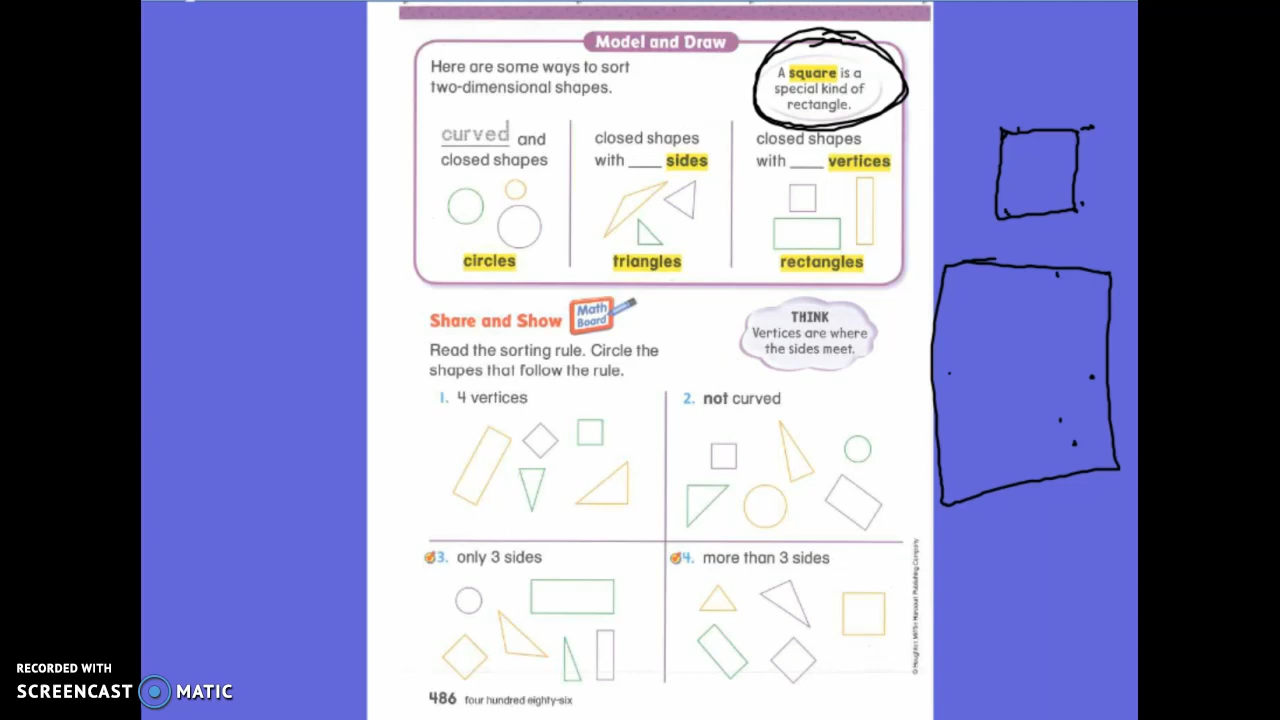 Model and Draw
Here are some ways to sort
two-dimensional shapes.
A square is a
special kind of
rectangle.
curved and
closed shapes
circles
closed shapes
with ____ sides
triangles
closed shapes
with ____ vertices
rectangles
Share and Show
Math
Board
Read the sorting rule. Circle the
shapes that follow the rule.
THINK
Vertices are where
the sides meet.
1. 4 vertices
2. not curved
3. only 3 sides
4. more than 3 sides
© Houghton Mifflin Harcourt Publishing Company
486 four hundred eighty-six
RECORDED WITH
SCREENCAST MATIC